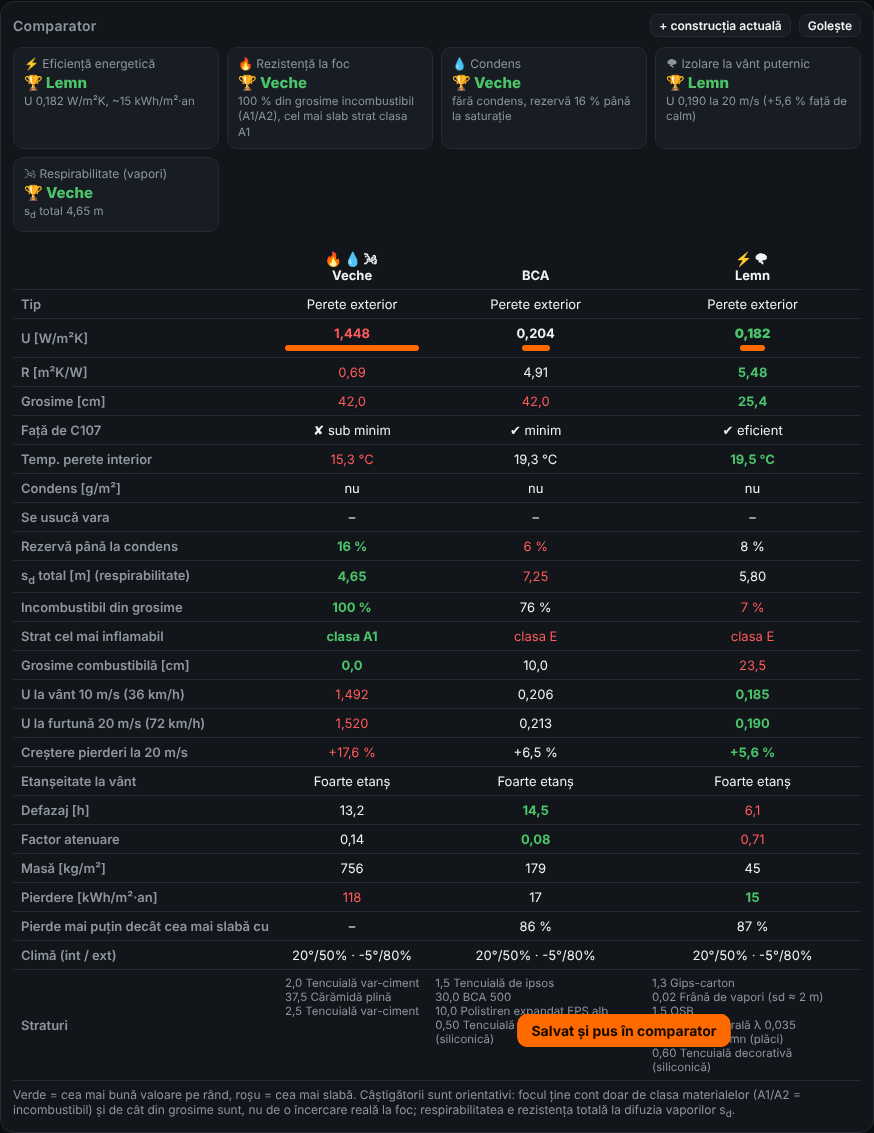 Comparator
+ construcția actuală
Golește
⚡ Eficiență energetică
🏆 Lemn
U 0,182 W/m²K, ~15 kWh/m²·an
🔥 Rezistență la foc
🏆 Veche
100 % din grosime incombustibil
(A1/A2), cel mai slab strat clasa
A1
💧 Condens
🏆 Veche
fără condens, rezervă 16 % până
la saturație
🌪 Izolare la vânt puternic
🏆 Lemn
U 0,190 la 20 m/s (+5,6 % față de
calm)
🌬 Respirabilitate (vapori)
🏆 Veche
sd total 4,65 m
🔥 💧 🌬 ⚡ 🌪
Veche BCA Lemn
Tip Perete exterior Perete exterior Perete exterior
U [W/m²K] 1,448 0,204 0,182
R [m²K/W] 0,69 4,91 5,48
Grosime [cm] 42,0 42,0 25,4
Față de C107 ✘ sub minim ✔ minim ✔ eficient
Temp. perete interior 15,3 °C 19,3 °C 19,5 °C
Condens [g/m²] nu nu nu
Se usucă vara – – –
Rezervă până la condens 16 % 6 % 8 %
sd total [m] (respirabilitate) 4,65 7,25 5,80
Incombustibil din grosime 100 % 76 % 7 %
Strat cel mai inflamabil clasa A1 clasa E clasa E
Grosime combustibilă [cm] 0,0 10,0 23,5
U la vânt 10 m/s (36 km/h) 1,492 0,206 0,185
U la furtună 20 m/s (72 km/h) 1,520 0,213 0,190
Creștere pierderi la 20 m/s +17,6 % +6,5 % +5,6 %
Etanșeitate la vânt Foarte etanș Foarte etanș Foarte etanș
Defazaj [h] 13,2 14,5 6,1
Factor atenuare 0,14 0,08 0,71
Masă [kg/m²] 756 179 45
Pierdere [kWh/m²·an] 118 17 15
Pierde mai puțin decât cea mai slabă cu – 86 % 87 %
Climă (int / ext) 20°/50% · -5°/80% 20°/50% · -5°/80% 20°/50% · -5°/80%
Straturi
2,0 Tencuială var-ciment
37,5 Cărămidă plină
2,5 Tencuială var-ciment
1,5 Tencuială de ipsos
30,0 BCA 500
10,0 Polistiren expandat EPS alb
0,50 Tencuială
(siliconică)
1,3 Gips-carton
0,02 Frână de vapori (sd ≈ 2 m)
1,5 OSB
λ 0,035
(plăci)
0,60 Tencuială decorativă
(siliconică)
Salvat și pus în comparator
Verde = cea mai bună valoare pe rând, roșu = cea mai slabă. Câștigătorii sunt orientativi: focul ține cont doar de clasa materialelor (A1/A2 =
incombustibil) și de cât din grosime sunt, nu de o încercare reală la foc; respirabilitatea e rezistența totală la difuzia vaporilor sd.